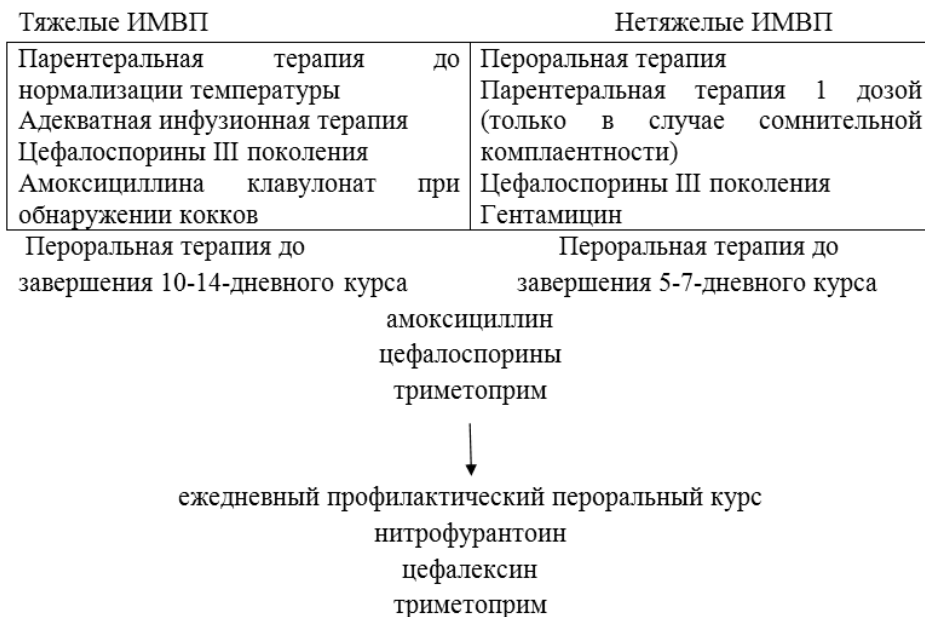 Тяжелые ИМВП
Нетяжелые ИМВП
Парентеральная терапия до
нормализации температуры
Адекватная инфузионная терапия
Цефалоспорины III поколения
Амоксициллина клавулонат при
обнаружении кокков
Пероральная терапия
Парентеральная терапия 1 дозой
(только в случае сомнительной
комплаентности)
Цефалоспорины III поколения
Гентамицин
Пероральная терапия до
завершения 10-14-дневного курса
Пероральная терапия до
завершения 5-7-дневного курса
амоксициллин
цефалоспорины
триметоприм
ежедневный профилактический пероральный курс
нитрофурантоин
цефалексин
триметоприм